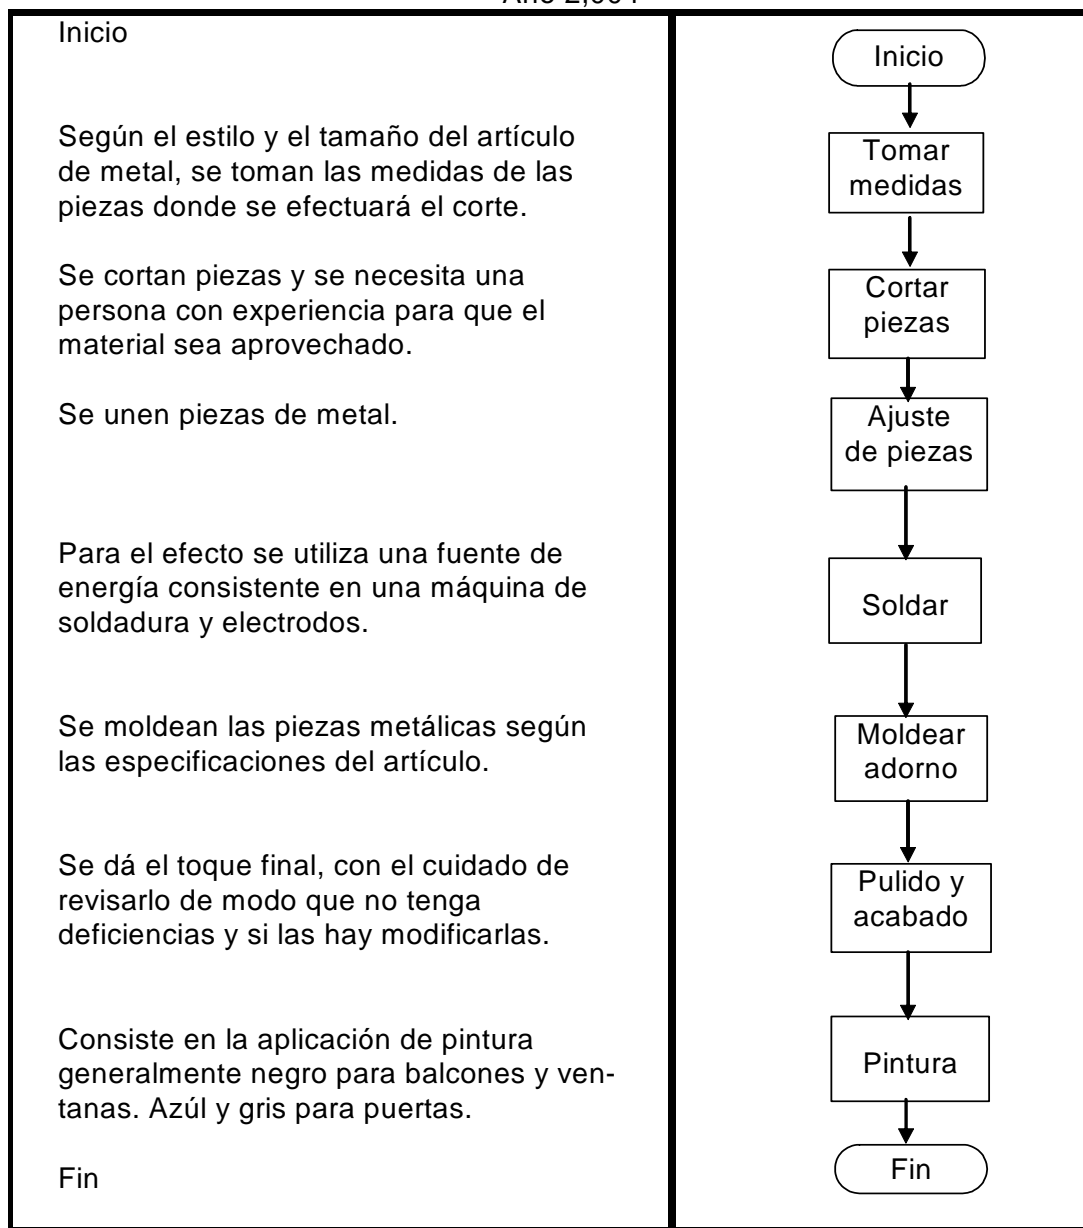 Inicio
Según el estilo y el tamaño del artículo
de metal, se toman las medidas de las
piezas donde se efectuará el corte.
Se cortan piezas y se necesita una
persona con experiencia para que el
material sea aprovechado.
Se unen piezas de metal.
Para el efecto se utiliza una fuente de
energía consistente en una máquina de
soldadura y electrodos.
Se moldean las piezas metálicas según
las especificaciones del artículo.
Se dá el toque final, con el cuidado de
revisarlo de modo que no tenga
deficiencias y si las hay modificarlas.
Consiste en la aplicación de pintura
generalmente negro para balcones y ven-
tanas. Azúl y gris para puertas.
Fin
Inicio
Tomar
medidas
Cortar
piezas
Ajuste
de piezas
Soldar
Moldear
adorno
Pulido y
acabado
Pintura
Fin